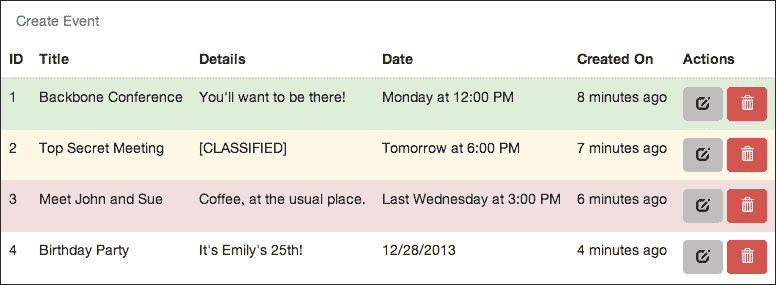 Create Event
ID Title Details Date Created On Actions
1 Backbone Conference You'll want to be there! Monday at 12:00 PM 8 minutes ago
2 Top Secret Meeting [CLASSIFIED] Tomorrow at 6:00 PM 7 minutes ago
3 Meet John and Sue Coffee, at the usual place. Last Wednesday at 3:00 PM 6 minutes ago
4 Birthday Party It's Emily's 25th! 12/28/2013 4 minutes ago